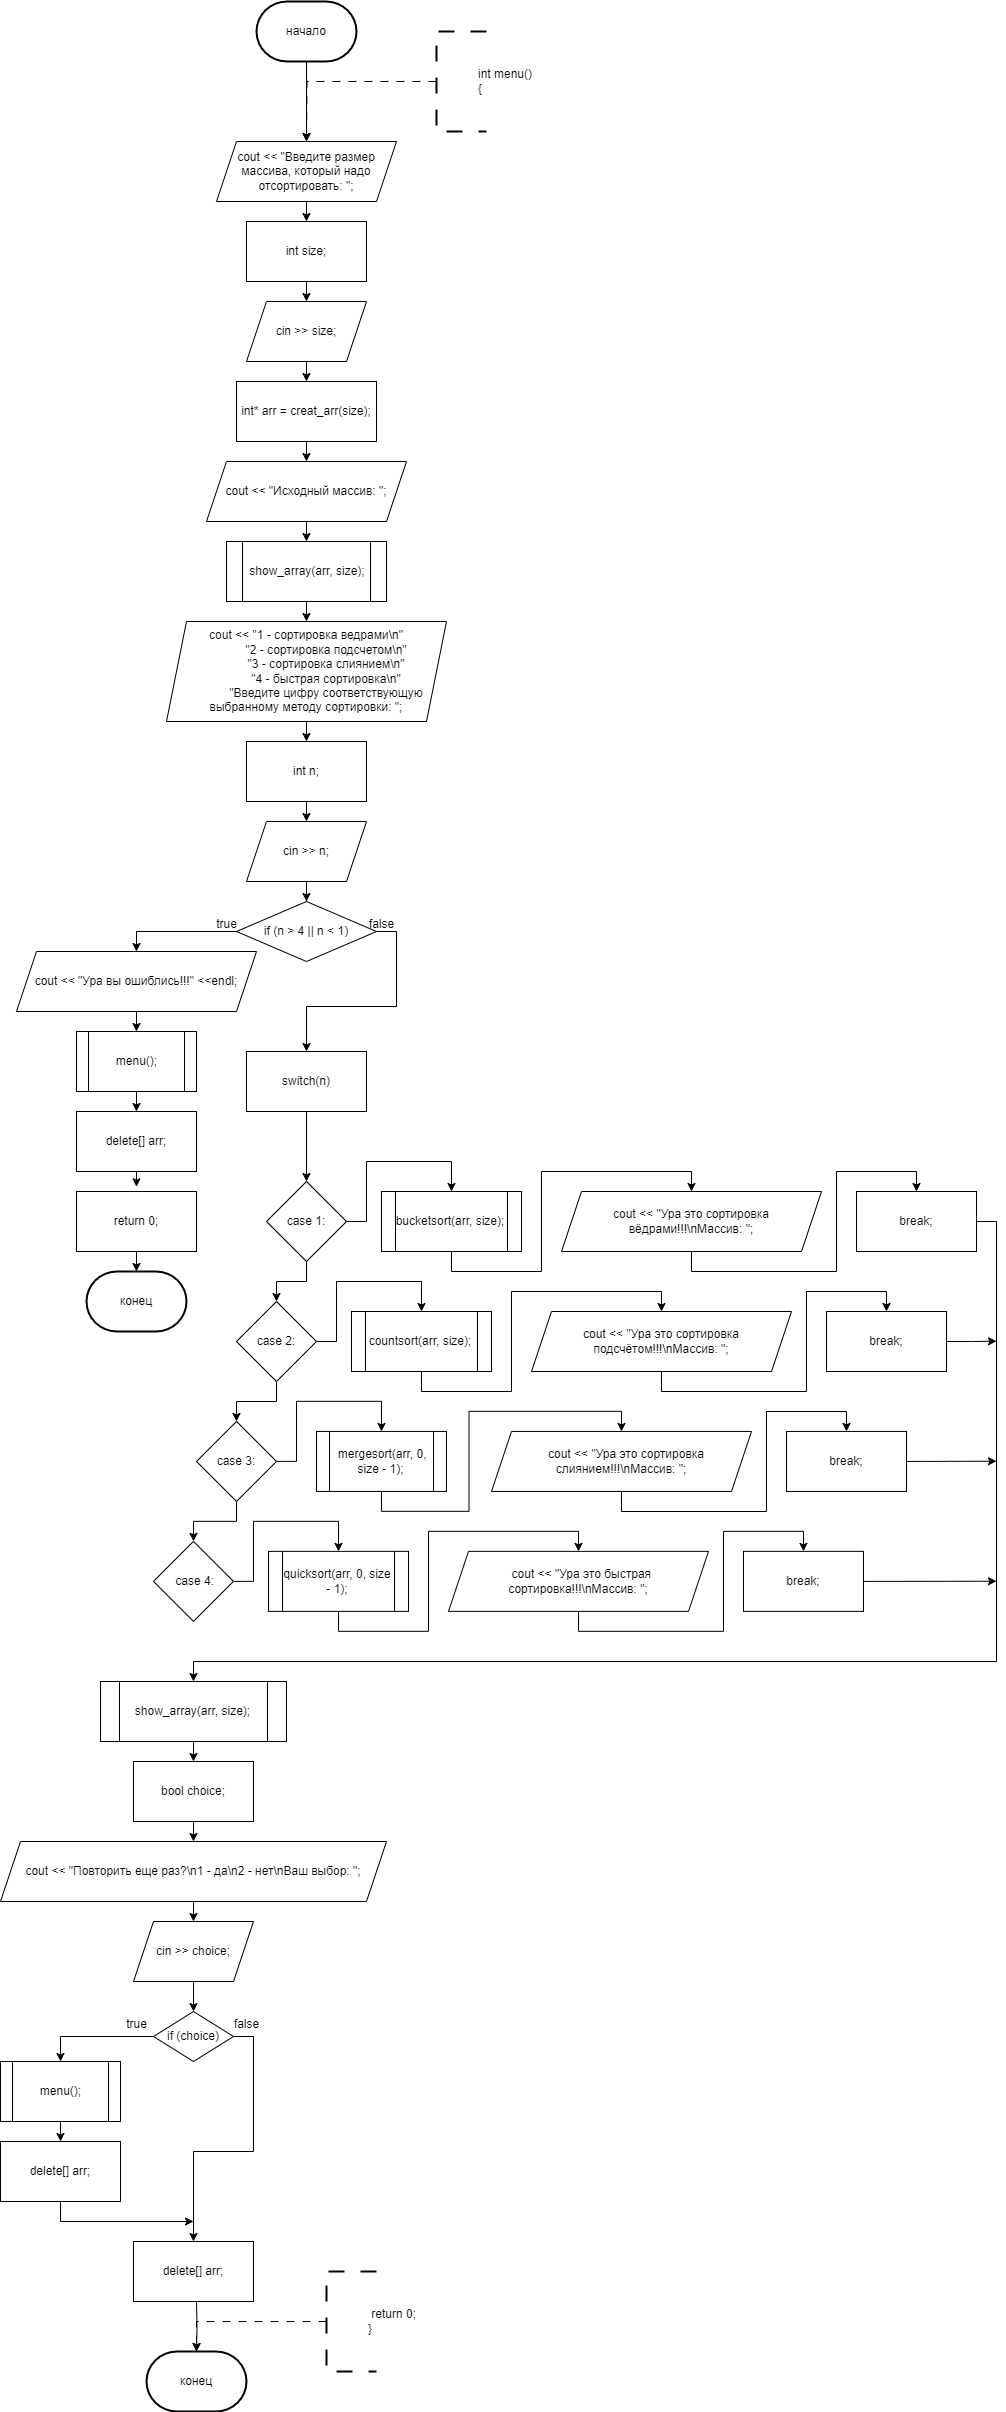 начало
int menu()
{
cout << "Введите размер
массива, который надо
отсортировать: ";
int size;
cin >> size;
int* arr = creat_arr(size);
cout << "Исходный массив: ";
show_array(arr, size);
cout << "1 - сортировка ведрами\n"
"2 - сортировка подсчетом\n"
"3 - сортировка слиянием\n"
"4 - быстрая сортировка\n"
"Введите цифру соответствующую
выбранному методу сортировки: ";
int n;
cin >> n;
true
if (n > 4 || n < 1)
false
cout << "Ура вы ошиблись!!!" <<endl;
menu();
delete[] arr;
return 0;
конец
switch(n)
case 1:
bucketsort(arr, size);
cout << "Ура это сортировка
вёдрами!!!\nМассив: ";
break;
case 2:
countsort(arr, size);
cout << "Ура это сортировка
подсчётом!!!\nМассив: ";
break;
case 3:
mergesort(arr, 0,
size - 1);
cout << "Ура это сортировка
слиянием!!!\nМассив: ";
break;
case 4:
quicksort(arr, 0, size
- 1);
cout << "Ура это быстрая
сортировка!!!\nМассив: ";
break;
show_array(arr, size);
bool choice;
cout << "Повторить еще раз?\n1 - да\n2 - нет\nВаш выбор: ";
cin >> choice;
true
if (choice)
false
menu();
delete[] arr;
delete[] arr;
return 0;
}
конец